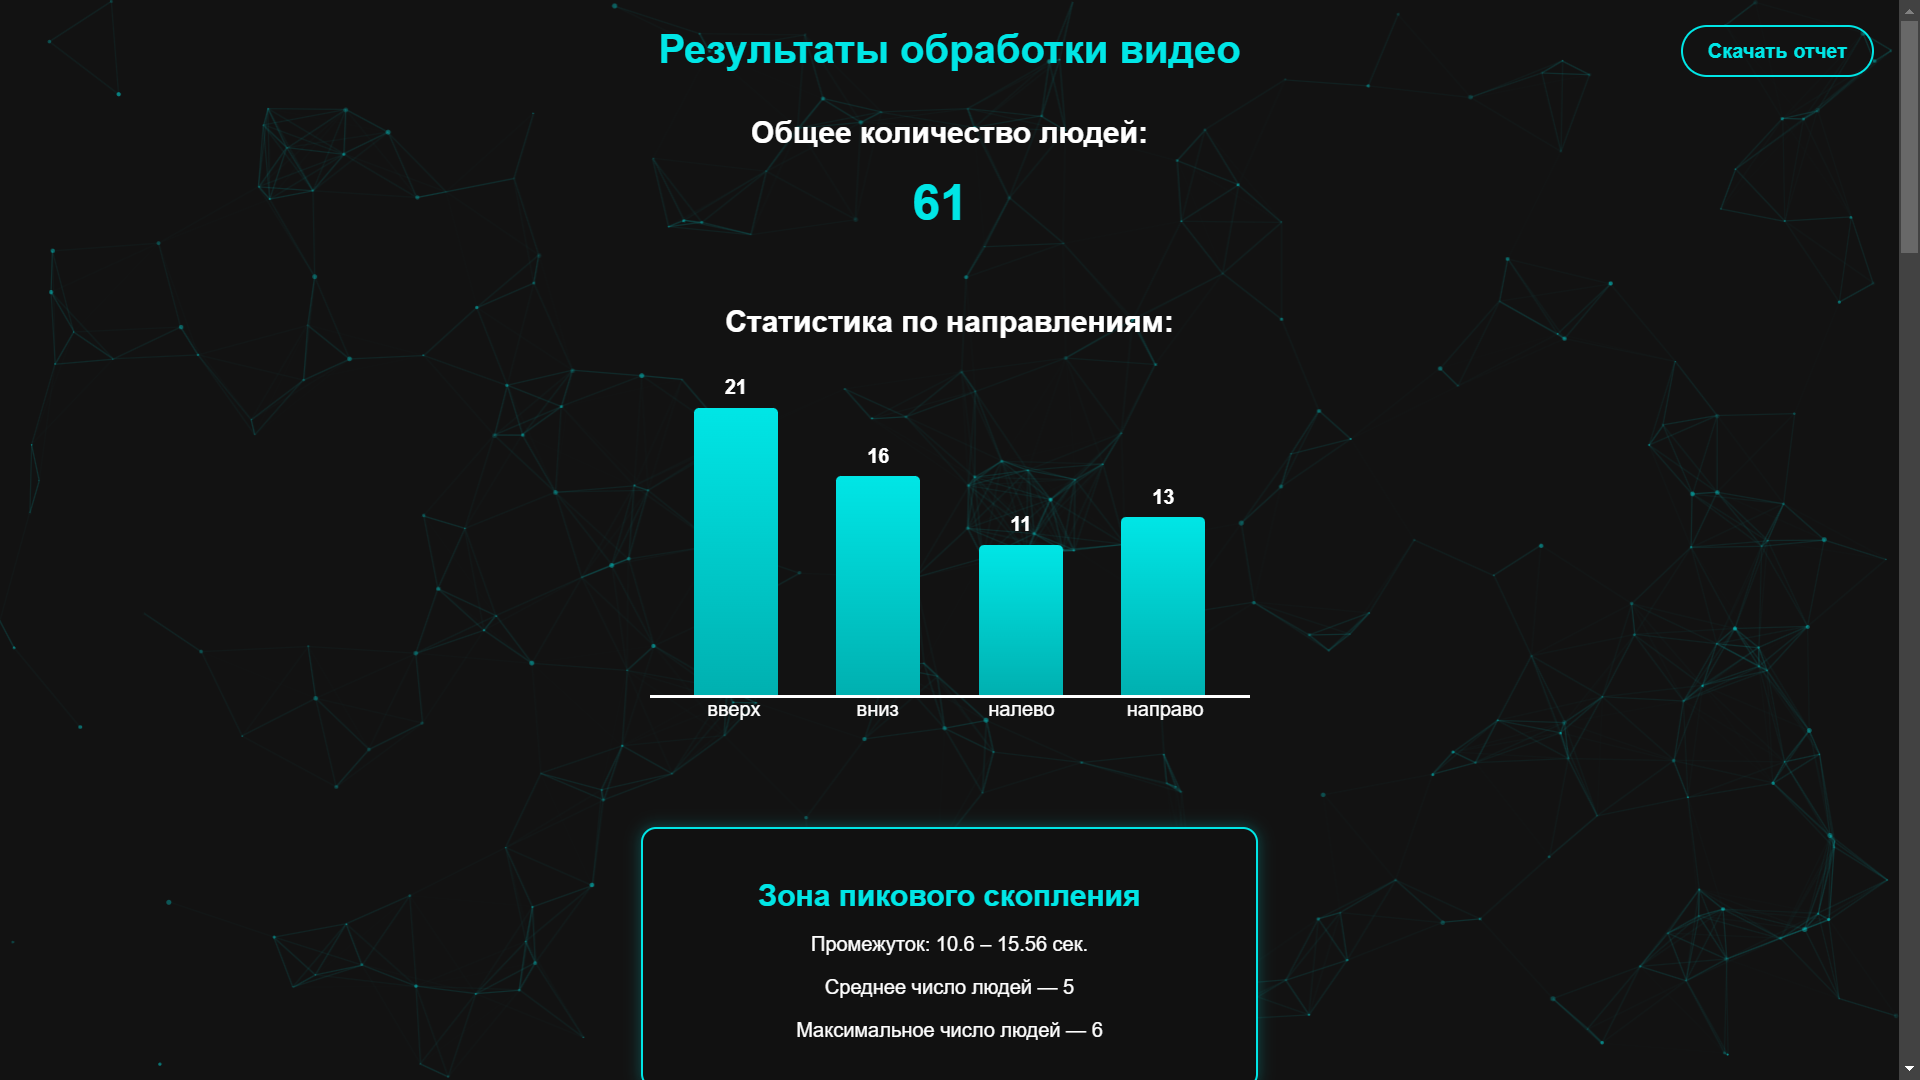 Результаты обработки видео
Скачать отчет
Общее количество людей:
61
Статистика по направлениям:
21
16
11
13
вверх
вниз
налево
направо
Зона пикового скопления
Промежуток: 10.6 – 15.56 сек.
Среднее число людей — 5
Максимальное число людей — 6